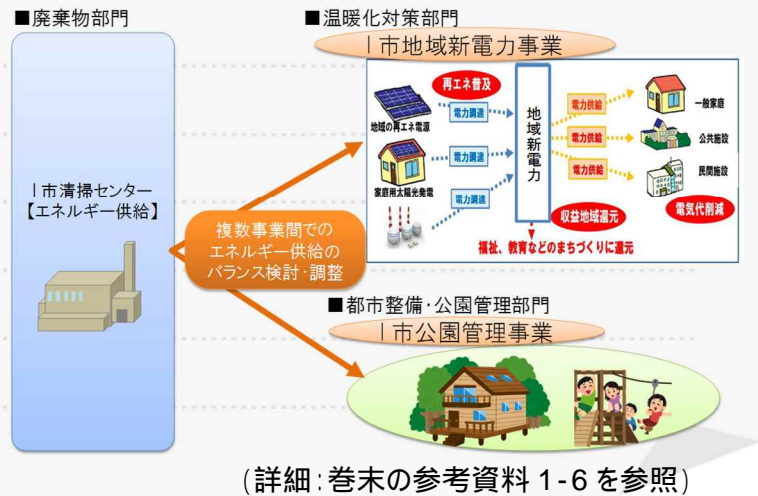 ■廃棄物部門
I市清掃センター
【エネルギー供給】
複数事業間での
エネルギー供給の
バランス検討・調整
■温暖化対策部門
I市地域新電力事業
再エネ普及
地域の再エネ電源
電力調達
家庭用太陽光発電
電力調達
電力調達
地域新電力
電力供給
一般家庭
電力供給
公共施設
電力供給
民間施設
収益地域還元
電気代削減
福祉、教育などのまちづくりに還元
■都市整備・公園管理部門
I市公園管理事業
(詳細:巻末の参考資料1-6を参照)